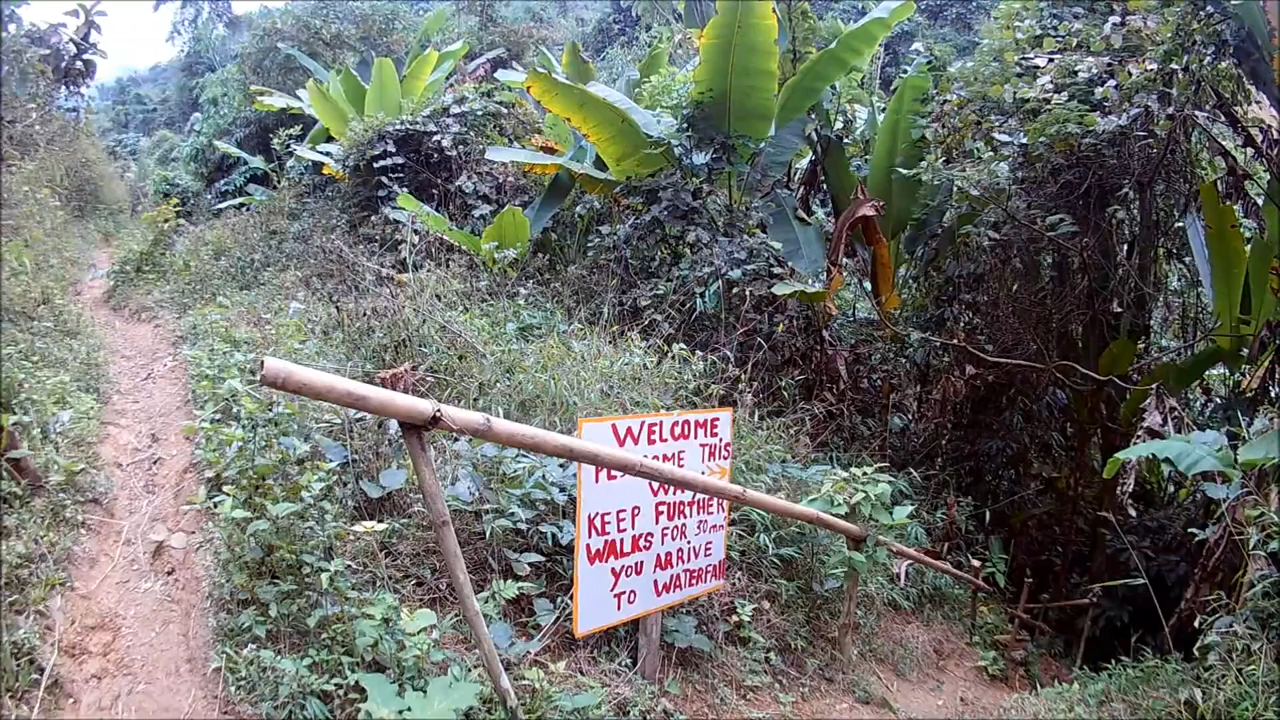 WELCOME
THIS
KEEP FURTHER
WALKS FOR 30mn
YOU ARRIVE
TO WATERFALL